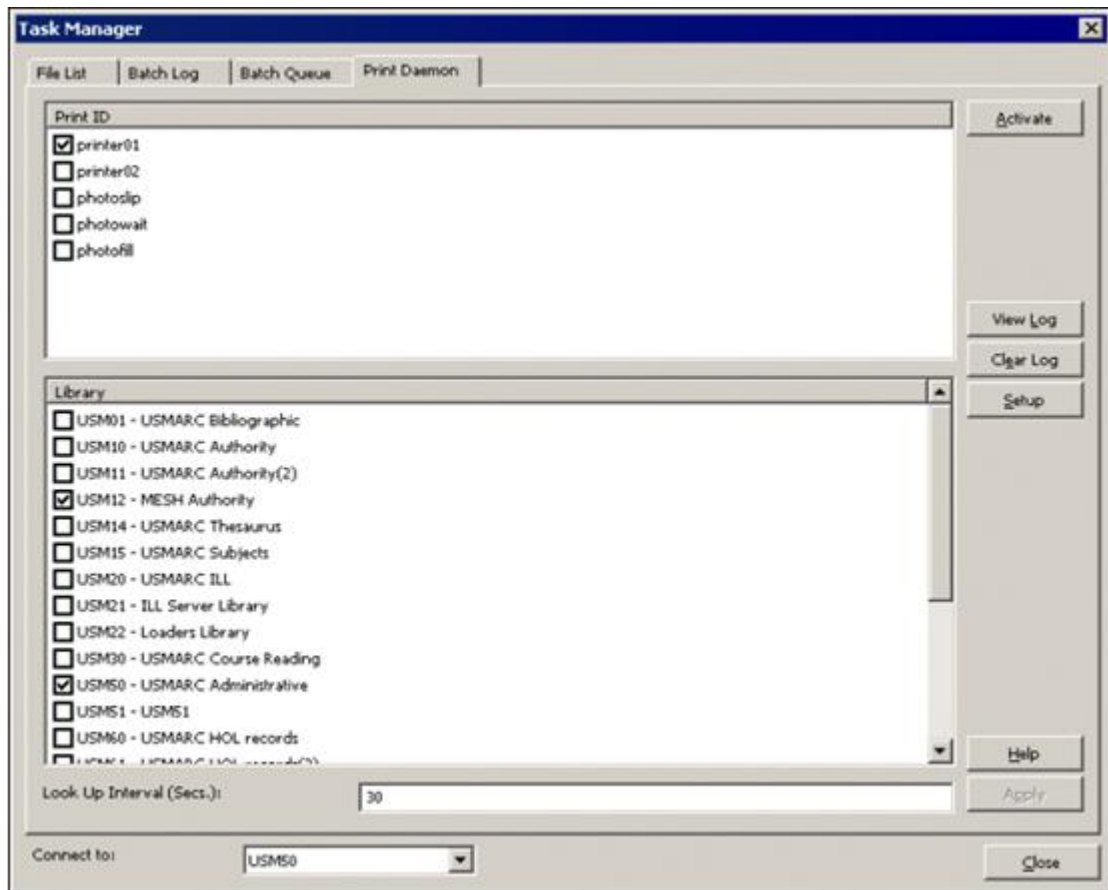 Task Manager
File List
Batch Log
Batch Queue
Print Daemon
Print ID
Activate
printer01
printer02
photoslip
photowait
photofill
View Log
Clear Log
Setup
Library
USM01 - USMARC Bibliographic
USM10 - USMARC Authority
USM11 - USMARC Authority(2)
USM12 - MESH Authority
USM14 - USMARC Thesaurus
USM15 - USMARC Subjects
USM20 - USMARC ILL
USM21 - ILL Server Library
USM22 - Loaders Library
USM30 - USMARC Course Reading
USM50 - USMARC Administrative
USM51 - USM51
USM60 - USMARC HOL records
Help
Look Up Interval (Secs.):
30
Apply
Connect to:
USM50
Close